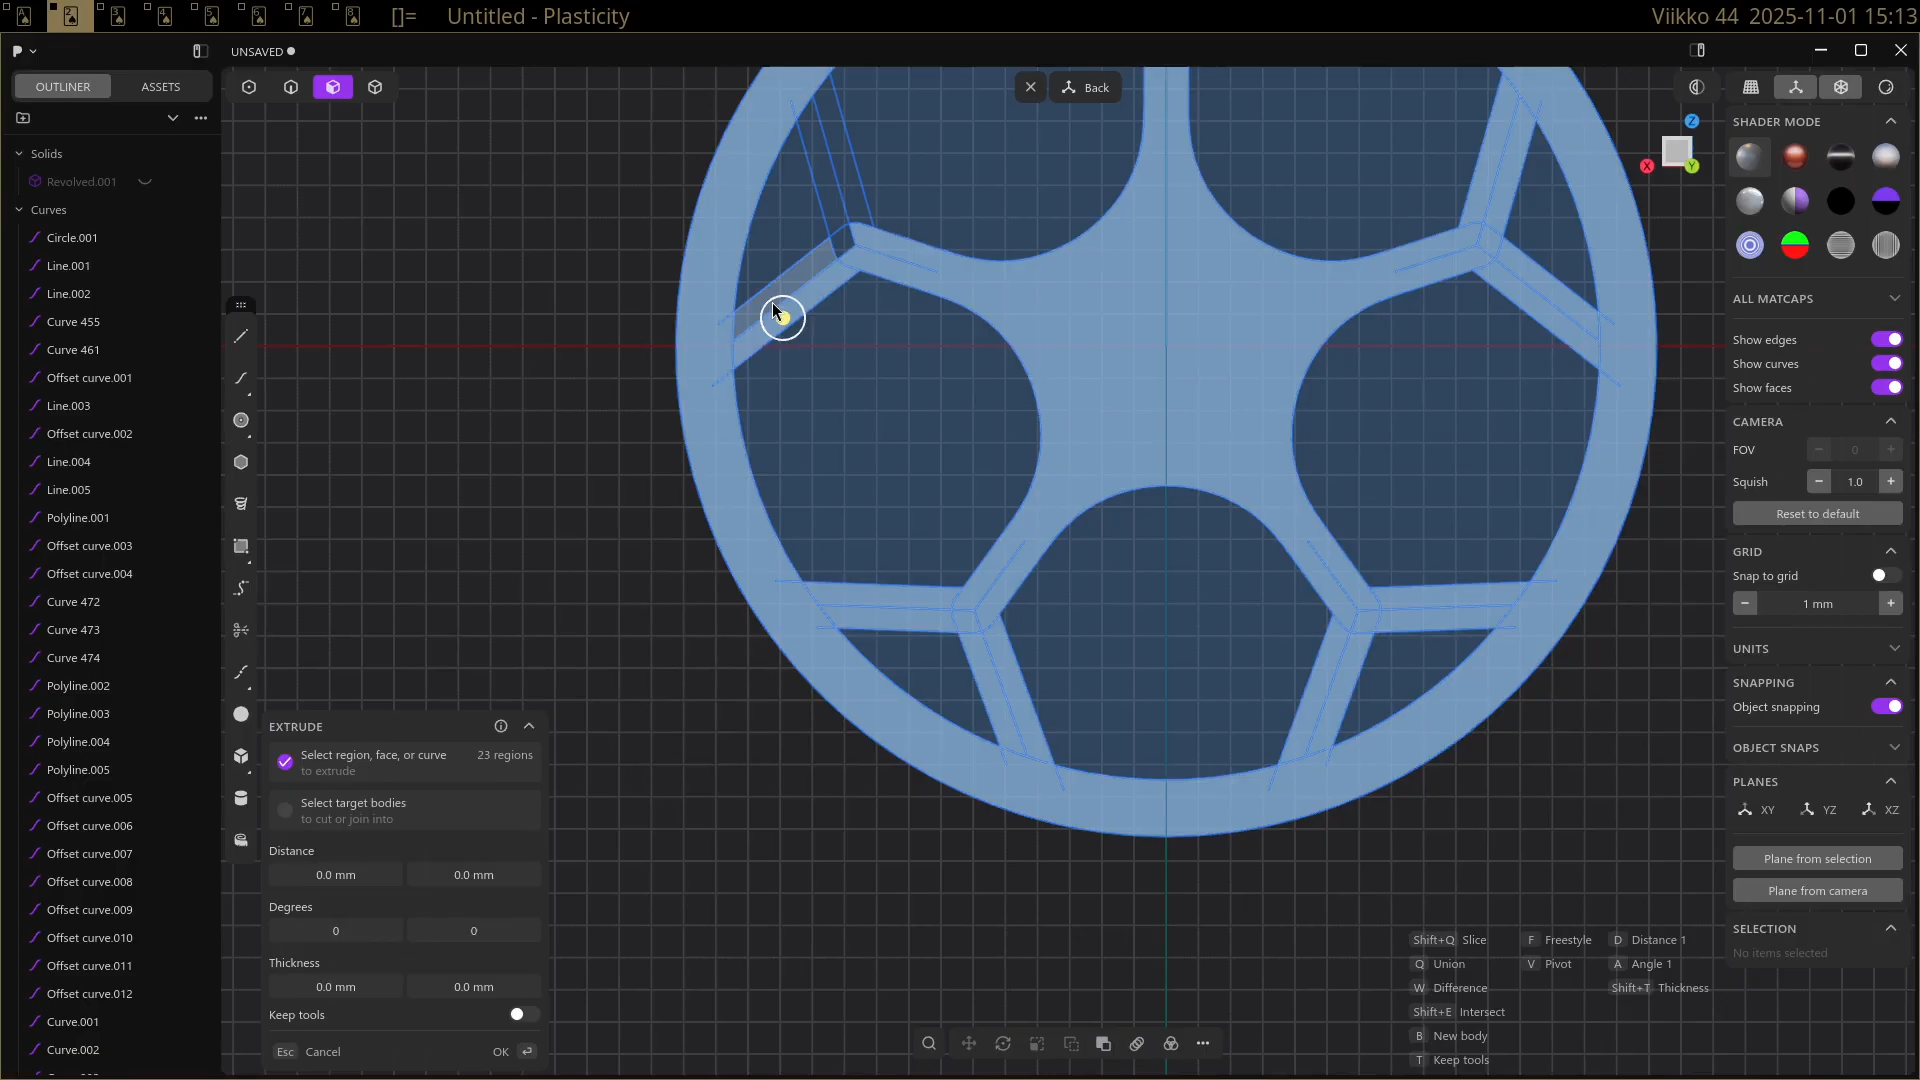 A 2 3 4 5 6 7 8 []= Untitled - Plasticity Viikko 44 2025-11-01 15:13
UNSAVED
OUTLINER ASSETS
Back
Solids
Revolved.001
Curves
Circle.001
Line.001
Line.002
Curve 455
Curve 461
Offset curve.001
Line.003
Offset curve.002
Line.004
Line.005
Polyline.001
Offset curve.003
Offset curve.004
Curve 472
Curve 473
Curve 474
Polyline.002
Polyline.003
Polyline.004
Polyline.005
Offset curve.005
Offset curve.006
Offset curve.007
Offset curve.008
Offset curve.009
Offset curve.010
Offset curve.011
Offset curve.012
Curve.001
Curve.002
EXTRUDE
Select region, face, or curve 23 regions
to extrude
Select target bodies
to cut or join into
Distance
0.0 mm 0.0 mm
Degrees
0 0
Thickness
0.0 mm 0.0 mm
Keep tools
Esc Cancel OK
Z
X Y
Shift+Q Slice F Freestyle D Distance 1
Q Union V Pivot A Angle 1
W Difference Shift+T Thickness
Shift+E Intersect
B New body
T Keep tools
SHADER MODE
ALL MATCAPS
Show edges
Show curves
Show faces
CAMERA
FOV − 0 +
Squish − 1.0 +
Reset to default
GRID
Snap to grid
− 1 mm +
UNITS
SNAPPING
Object snapping
OBJECT SNAPS
PLANES
XY YZ XZ
Plane from selection
Plane from camera
SELECTION
No items selected